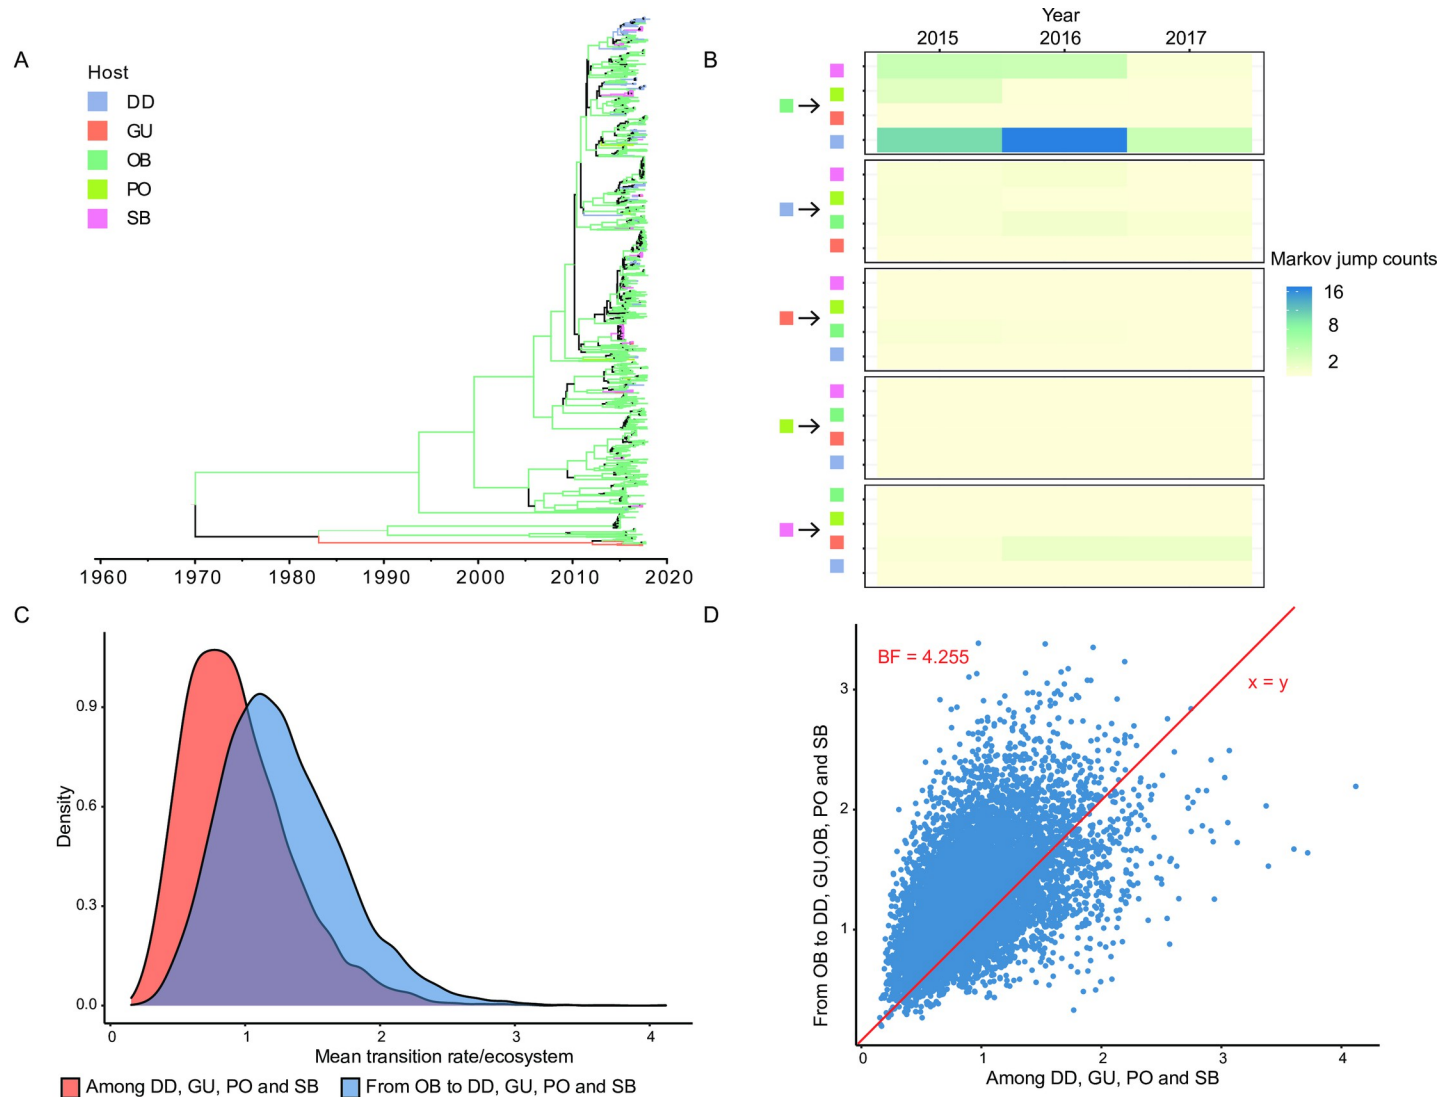 A
Host
DD
GU
OB
PO
SB
1960 1970 1980 1990 2000 2010 2020
B
Year
2015 2016 2017
Markov jump counts
16
8
2
C
Density
0.9
0.6
0.3
0.0
0 1 2 3 4
Mean transition rate/ecosystem
Among DD, GU, PO and SB From OB to DD, GU, PO and SB
D
From OB to DD, GU,OB, PO and SB
BF = 4.255
x = y
3
2
1
0 1 2 3 4
Among DD, GU, PO and SB